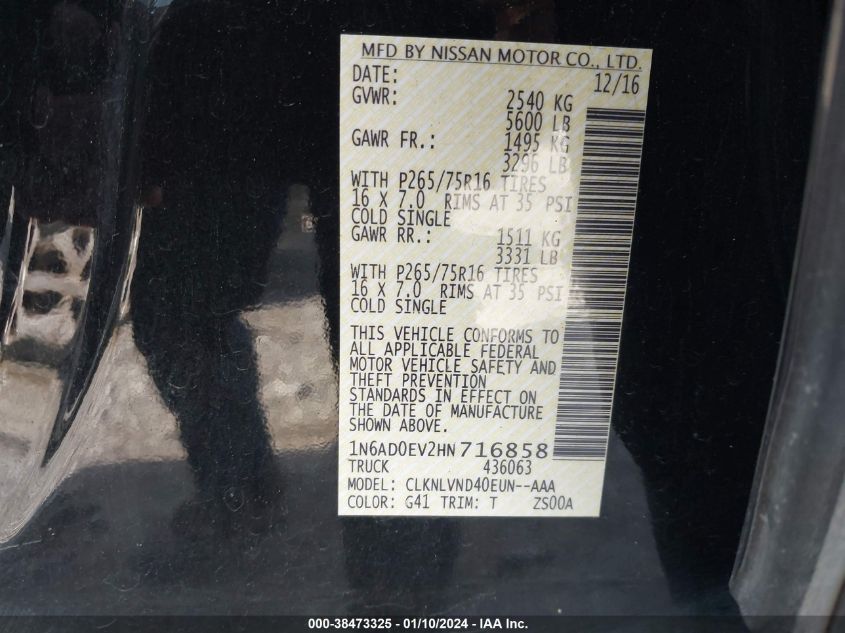 MFD BY NISSAN MOTOR CO., LTD.
DATE: 12/16
GVWR: 2540 KG
5600 LB
GAWR FR.: 1495 KG
3296 LB
WITH P265/75R16 TIRES
16 X 7.0 RIMS AT 35 PSI
COLD SINGLE
GAWR RR.: 1511 KG
3331 LB
WITH P265/75R16 TIRES
16 X 7.0 RIMS AT 35 PSI
COLD SINGLE
THIS VEHICLE CONFORMS TO
ALL APPLICABLE FEDERAL
MOTOR VEHICLE SAFETY AND
THEFT PREVENTION
STANDARDS IN EFFECT ON
THE DATE OF MANUFACTURE
SHOWN ABOVE.
1N6AD0EV2HN716858
TRUCK 436063
MODEL: CLKNLVND40EUN--AAA
COLOR: G41 TRIM: T ZS00A
000-38473325 - 01/10/2024 - IAA Inc.